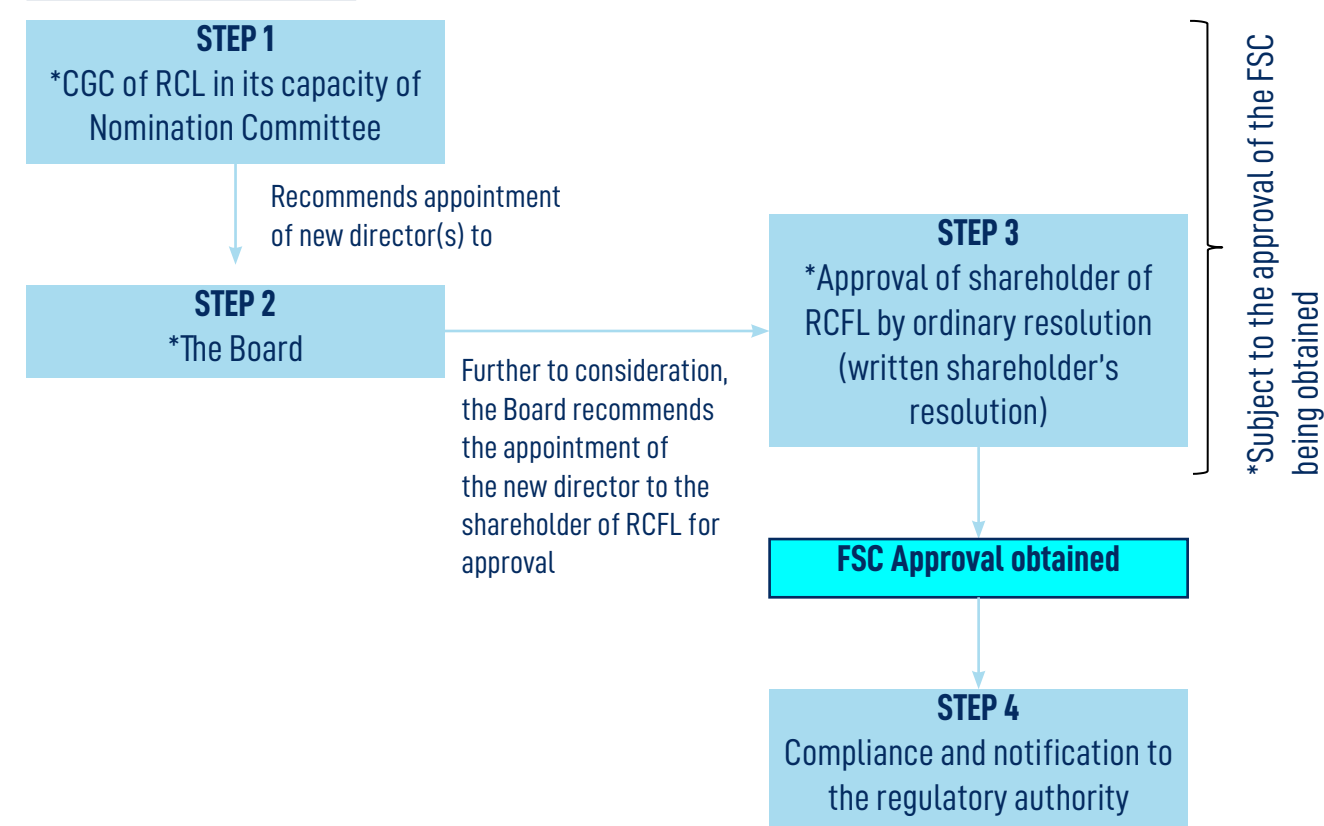 STEP 1
*CGC of RCL in its capacity of
Nomination Committee
Recommends appointment
of new director(s) to
STEP 2
*The Board
Further to consideration,
the Board recommends
the appointment of
the new director to the
shareholder of RCFL for
approval
STEP 3
*Approval of shareholder of
RCFL by ordinary resolution
(written shareholder's
resolution)
*Subject to the approval of the FSC
being obtained
FSC Approval obtained
STEP 4
Compliance and notification to
the regulatory authority